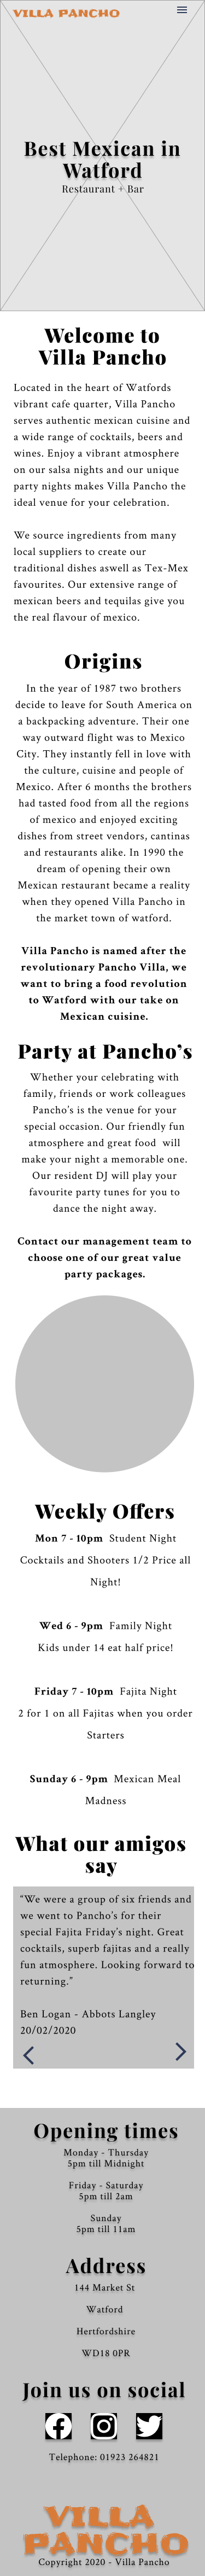 VILLA PANCHO
Best Mexican in
Watford
Restaurant + Bar
Welcome to
Villa Pancho
Located in the heart of Watfords
vibrant cafe quarter, Villa Pancho
serves authentic mexican cuisine and
a wide range of cocktails, beers and
wines. Enjoy a vibrant atmosphere
on our salsa nights and our unique
party nights makes Villa Pancho the
ideal venue for your celebration.
We source ingredients from many
local suppliers to create our
traditional dishes aswell as Tex-Mex
favourites. Our extensive range of
mexican beers and tequilas give you
the real flavour of mexico.
Origins
In the year of 1987 two brothers
decide to leave for South America on
a backpacking adventure. Their one
way outward flight was to Mexico
City. They instantly fell in love with
the culture, cuisine and people of
Mexico. After 6 months the brothers
had tasted food from all the regions
of mexico and enjoyed exciting
dishes from street vendors, cantinas
and restaurants alike. In 1990 the
dream of opening their own
Mexican restaurant became a reality
when they opened Villa Pancho in
the market town of watford.
Villa Pancho is named after the
revolutionary Pancho Villa, we
want to bring a food revolution
to Watford with our take on
Mexican cuisine.
Party at Pancho's
Whether your celebrating with
family, friends or work colleagues
Pancho's is the venue for your
special occasion. Our friendly fun
atmosphere and great food will
make your night a memorable one.
Our resident DJ will play your
favourite party tunes for you to
dance the night away.
Contact our management team to
choose one of our great value
party packages.
Weekly Offers
Mon 7 - 10pm Student Night
Cocktails and Shooters 1/2 Price all
Night!
Wed 6 - 9pm Family Night
Kids under 14 eat half price!
Friday 7 - 10pm Fajita Night
2 for 1 on all Fajitas when you order
Starters
Sunday 6 - 9pm Mexican Meal
Madness
What our amigos
say
"We were a group of six friends and
we went to Pancho's for their
special Fajita Friday's night. Great
cocktails, superb fajitas and a really
fun atmosphere. Looking forward to
returning."
Ben Logan - Abbots Langley
20/02/2020
Opening times
Monday - Thursday
5pm till Midnight
Friday - Saturday
5pm till 2am
Sunday
5pm till 11am
Address
144 Market St
Watford
Hertfordshire
WD18 0PR
Join us on social
Telephone: 01923 264821
VILLA
PANCHO
Copyright 2020 - Villa Pancho